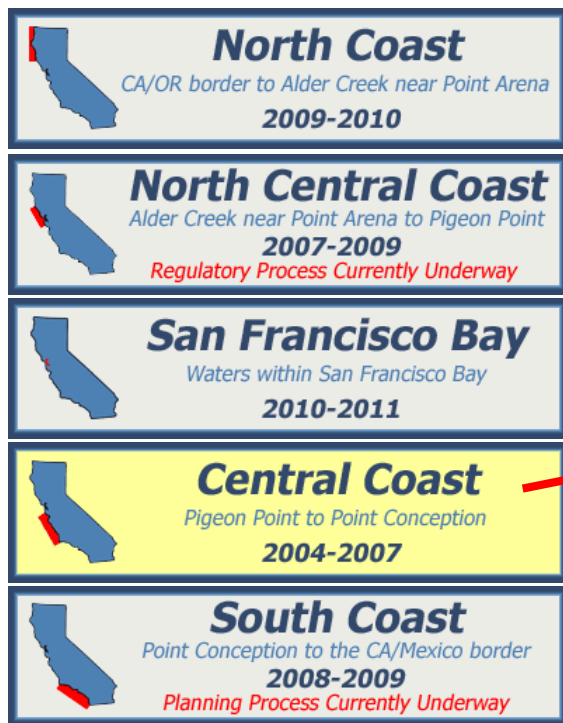 North Coast
CA/OR border to Alder Creek near Point Arena
2009-2010
North Central Coast
Alder Creek near Point Arena to Pigeon Point
2007-2009
Regulatory Process Currently Underway
San Francisco Bay
Waters within San Francisco Bay
2010-2011
Central Coast
Pigeon Point to Point Conception
2004-2007
South Coast
Point Conception to the CA/Mexico border
2008-2009
Planning Process Currently Underway